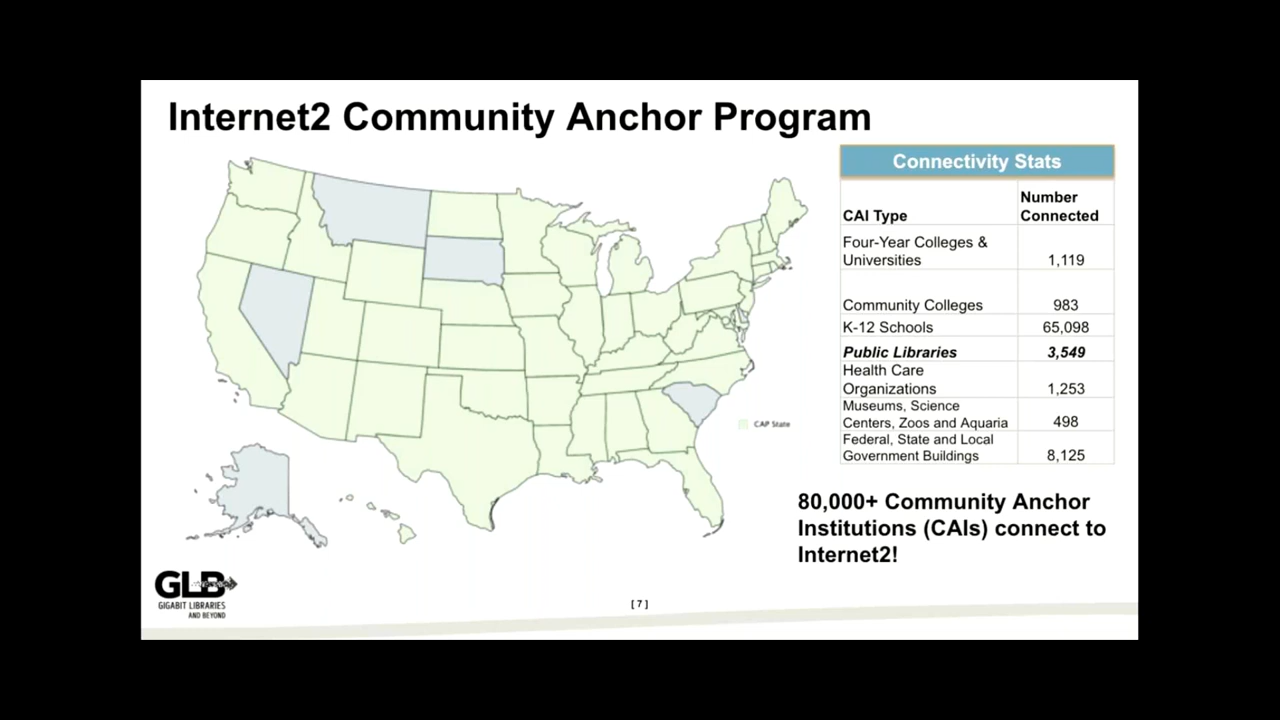 Internet2 Community Anchor Program
Connectivity Stats
CAI Type
Number
Connected
Four-Year Colleges &
Universities
1,119
Community Colleges
983
K-12 Schools
65,098
Public Libraries
3,549
Health Care
Organizations
1,253
Museums, Science
Centers, Zoos and Aquaria
498
Federal, State and Local
Government Buildings
8,125
CAP State
80,000+ Community Anchor
Institutions (CAIs) connect to
Internet2!
GLB
GIGABIT LIBRARIES
AND BEYOND
[ 7 ]